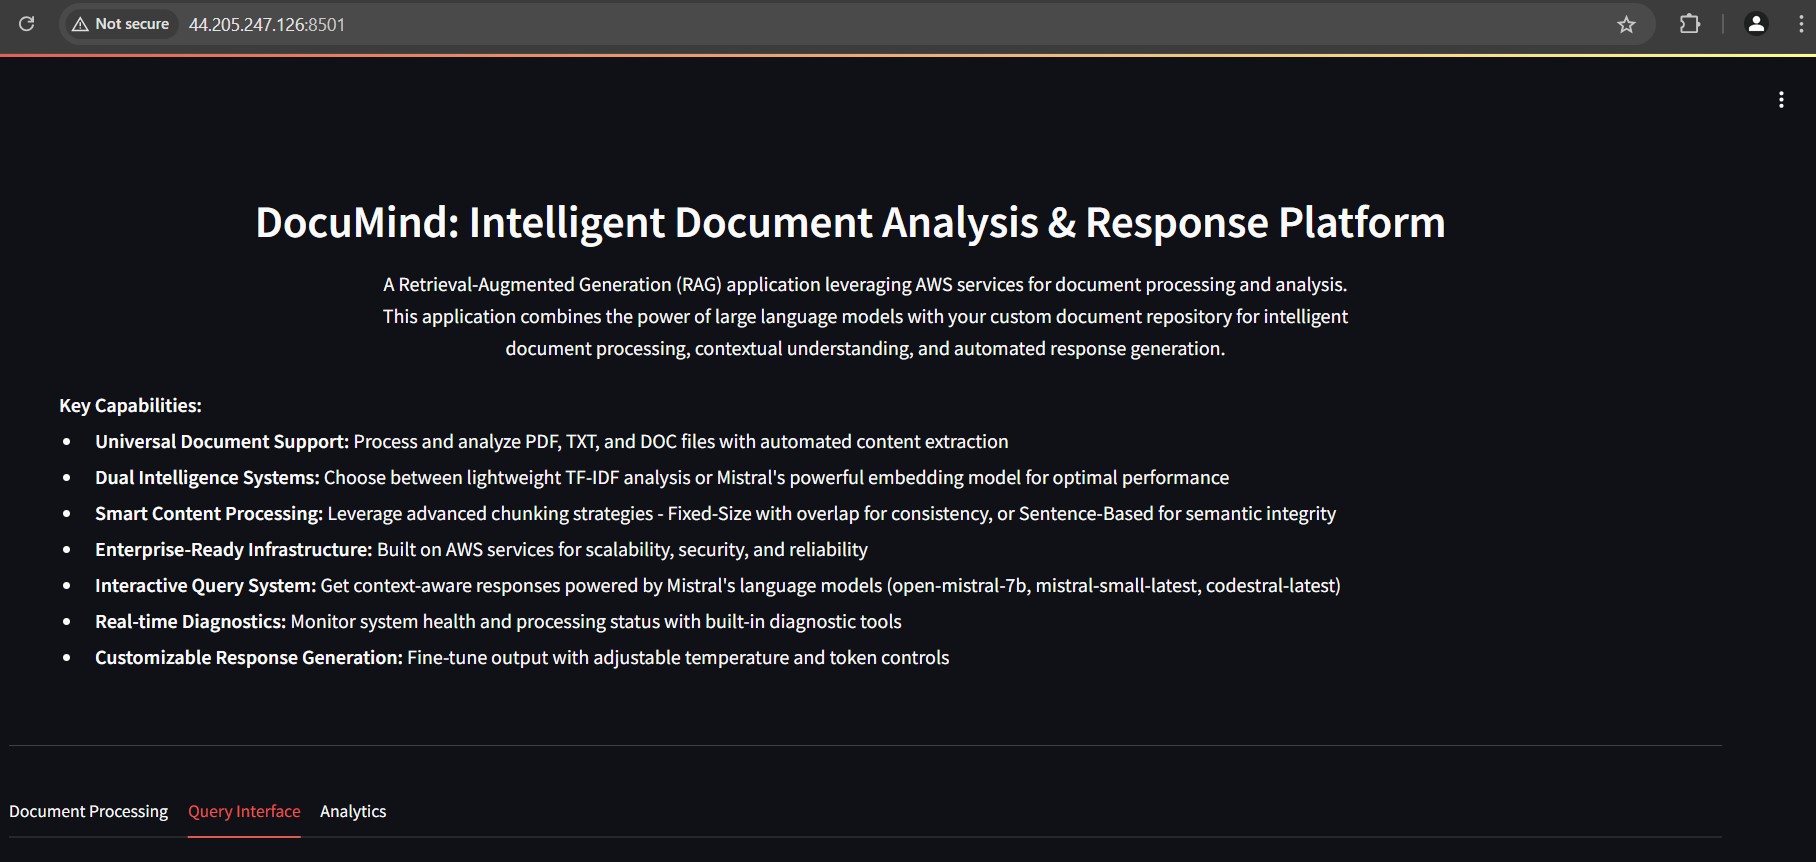 Not secure 44.205.247.126:8501
DocuMind: Intelligent Document Analysis & Response Platform
A Retrieval-Augmented Generation (RAG) application leveraging AWS services for document processing and analysis.
This application combines the power of large language models with your custom document repository for intelligent
document processing, contextual understanding, and automated response generation.
Key Capabilities:
• Universal Document Support: Process and analyze PDF, TXT, and DOC files with automated content extraction
• Dual Intelligence Systems: Choose between lightweight TF-IDF analysis or Mistral's powerful embedding model for optimal performance
• Smart Content Processing: Leverage advanced chunking strategies - Fixed-Size with overlap for consistency, or Sentence-Based for semantic integrity
• Enterprise-Ready Infrastructure: Built on AWS services for scalability, security, and reliability
• Interactive Query System: Get context-aware responses powered by Mistral's language models (open-mistral-7b, mistral-small-latest, codestral-latest)
• Real-time Diagnostics: Monitor system health and processing status with built-in diagnostic tools
• Customizable Response Generation: Fine-tune output with adjustable temperature and token controls
Document Processing Query Interface Analytics